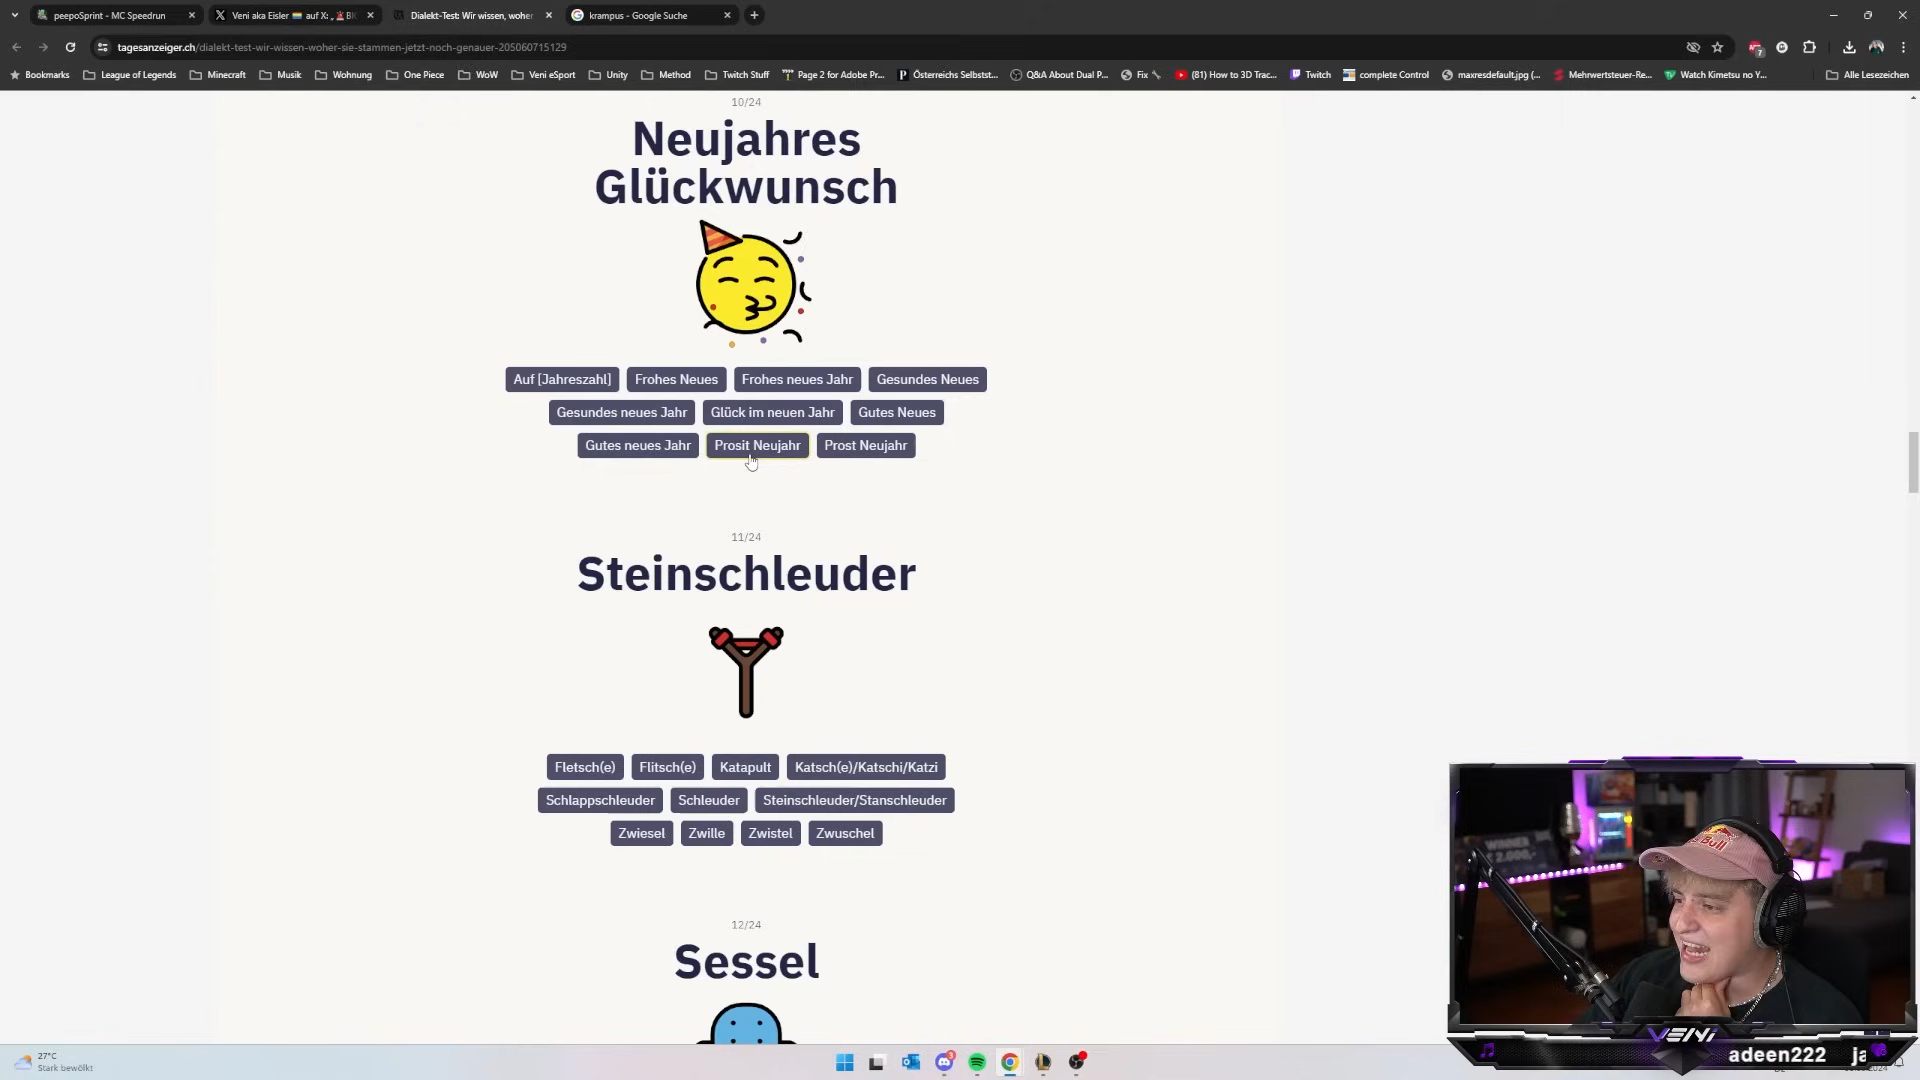 peepoSprint - MC Speedrun
Veni aka Eisler auf X: „
Dialekt-Test: Wir wissen, woher
krampus - Google Suche
tagesanzeiger.ch/dialekt-test-wir-wissen-woher-sie-stammen-jetzt-noch-genauer-205060715129
Bookmarks League of Legends Minecraft Musik Wohnung One Piece WoW Veni eSport Unity Method Twitch Stuff Page 2 for Adobe Pr... Österreichs Selbstst... Q&A About Dual P... Fix (81) How to 3D Trac... Twitch complete Control maxresdefault.jpg (... Mehrwertsteuer-Re... Watch Kimetsu no Y... Alle Lesezeichen
10/24
Neujahres
Glückwunsch
Auf [Jahreszahl] Frohes Neues Frohes neues Jahr Gesundes Neues
Gesundes neues Jahr Glück im neuen Jahr Gutes Neues
Gutes neues Jahr Prosit Neujahr Prost Neujahr
11/24
Steinschleuder
Fletsch(e) Flitsch(e) Katapult Katsch(e)/Katschi/Katzi
Schlappschleuder Schleuder Steinschleuder/Stanschleuder
Zwiesel Zwille Zwistel Zwuschel
12/24
Sessel
WINNER
Red Bull
VENI
adeen222 ja
27°C
Stark bewölkt